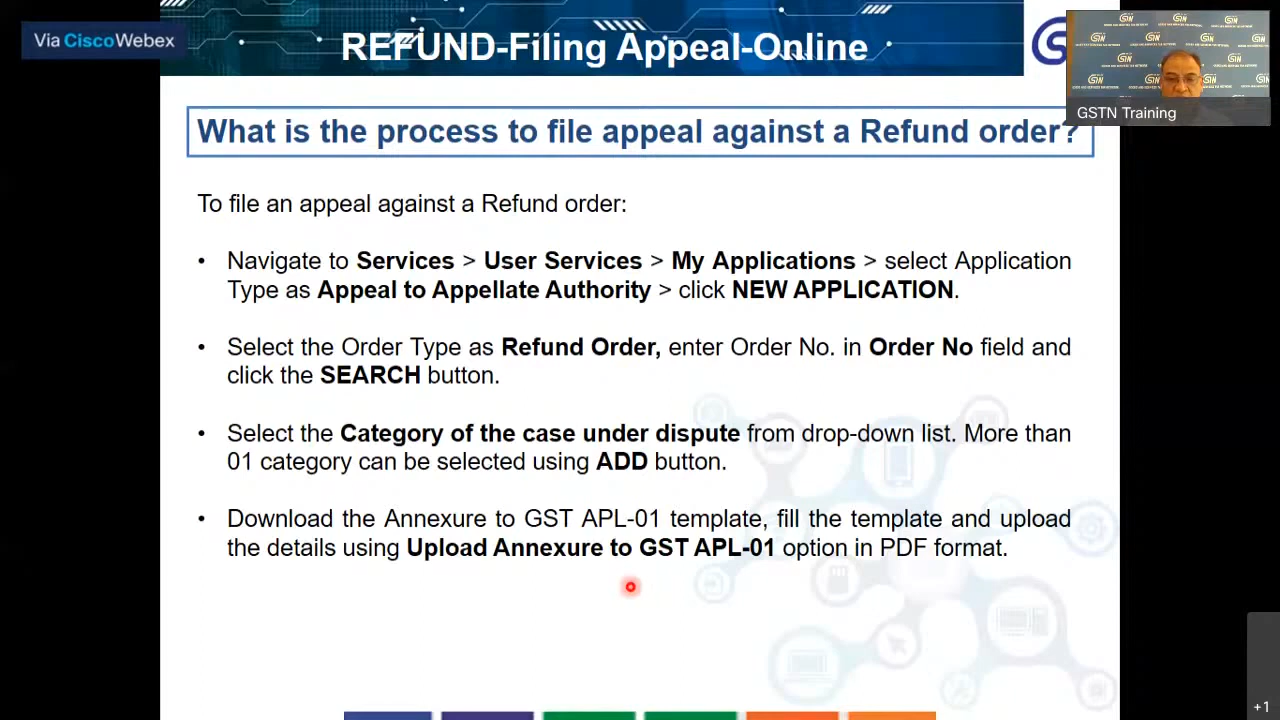 Via CiscoWebex
REFUND-Filing Appeal-Online
GSTN Training
What is the process to file appeal against a Refund order?
To file an appeal against a Refund order:
• Navigate to Services > User Services > My Applications > select Application
Type as Appeal to Appellate Authority > click NEW APPLICATION.
• Select the Order Type as Refund Order, enter Order No. in Order No field and
click the SEARCH button.
• Select the Category of the case under dispute from drop-down list. More than
01 category can be selected using ADD button.
• Download the Annexure to GST APL-01 template, fill the template and upload
the details using Upload Annexure to GST APL-01 option in PDF format.
+1